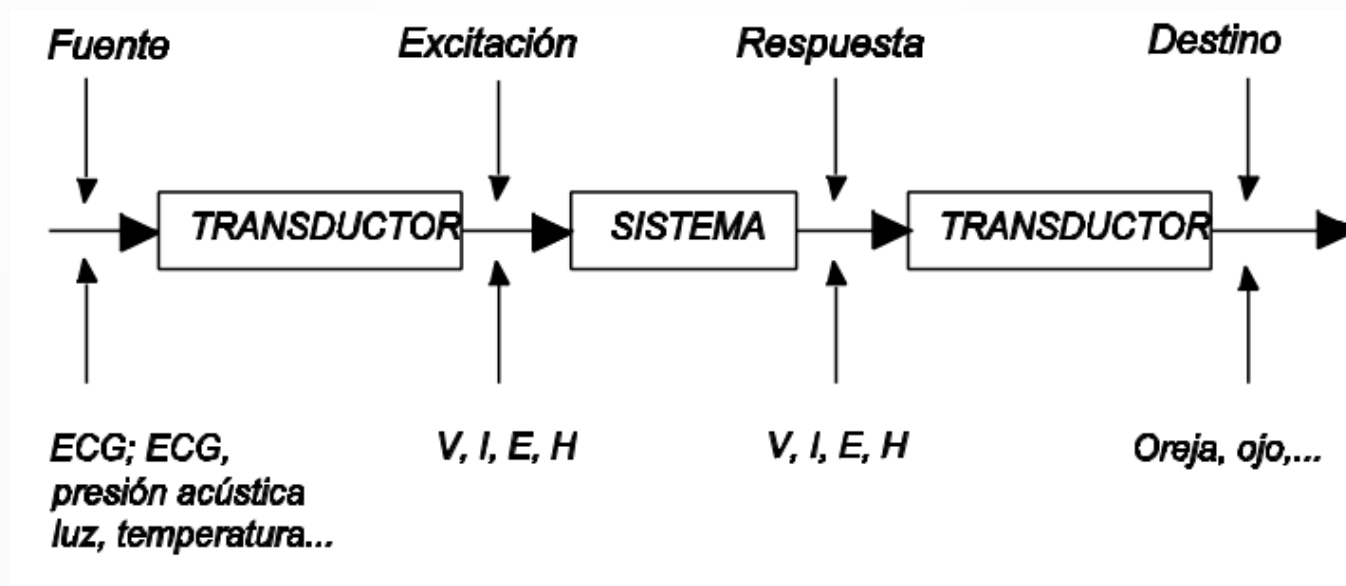 Fuente
Excitación
Respuesta
Destino
TRANSDUCTOR
SISTEMA
TRANSDUCTOR
ECG; ECG,
presión acústica
luz, temperatura...
V, I, E, H
V, I, E, H
Oreja, ojo,...